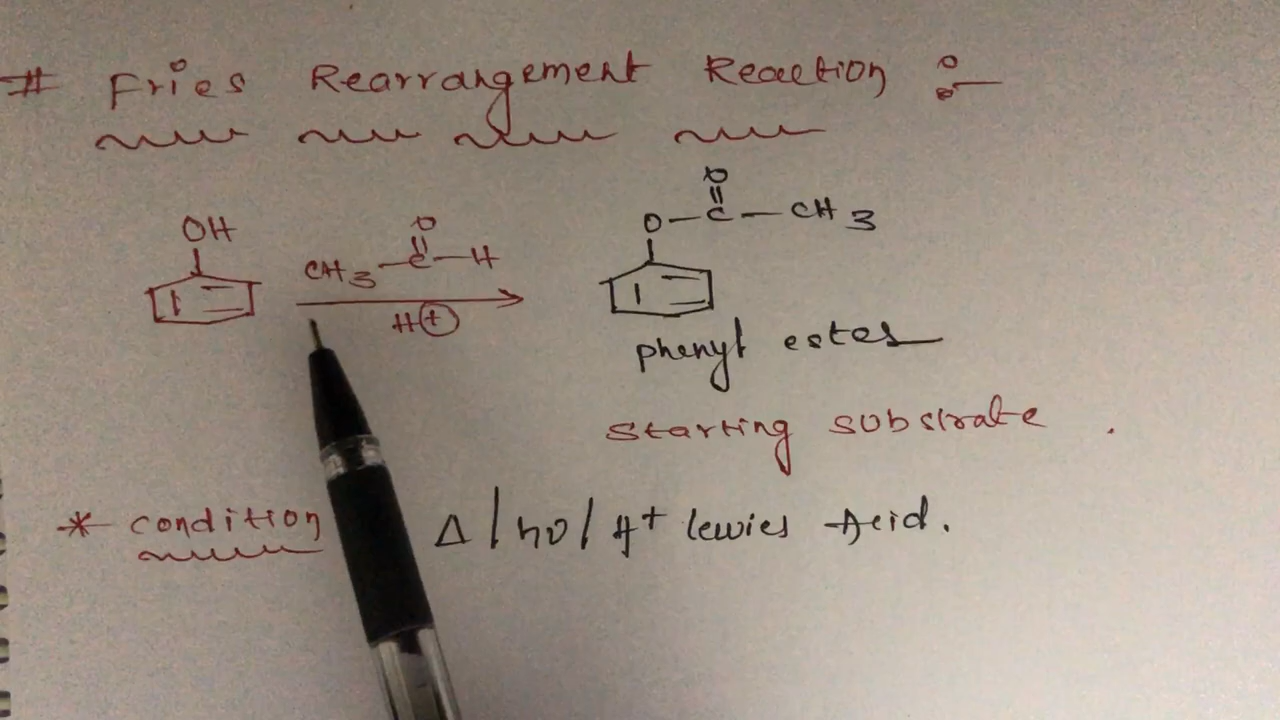 # Fries Rearrangement Reaction :-
OH
CH3-C-H
O
H+
O-C-CH3
O
phenyl ester
starting substrate .
* condition Δ/hν/H+ lewies Acid.